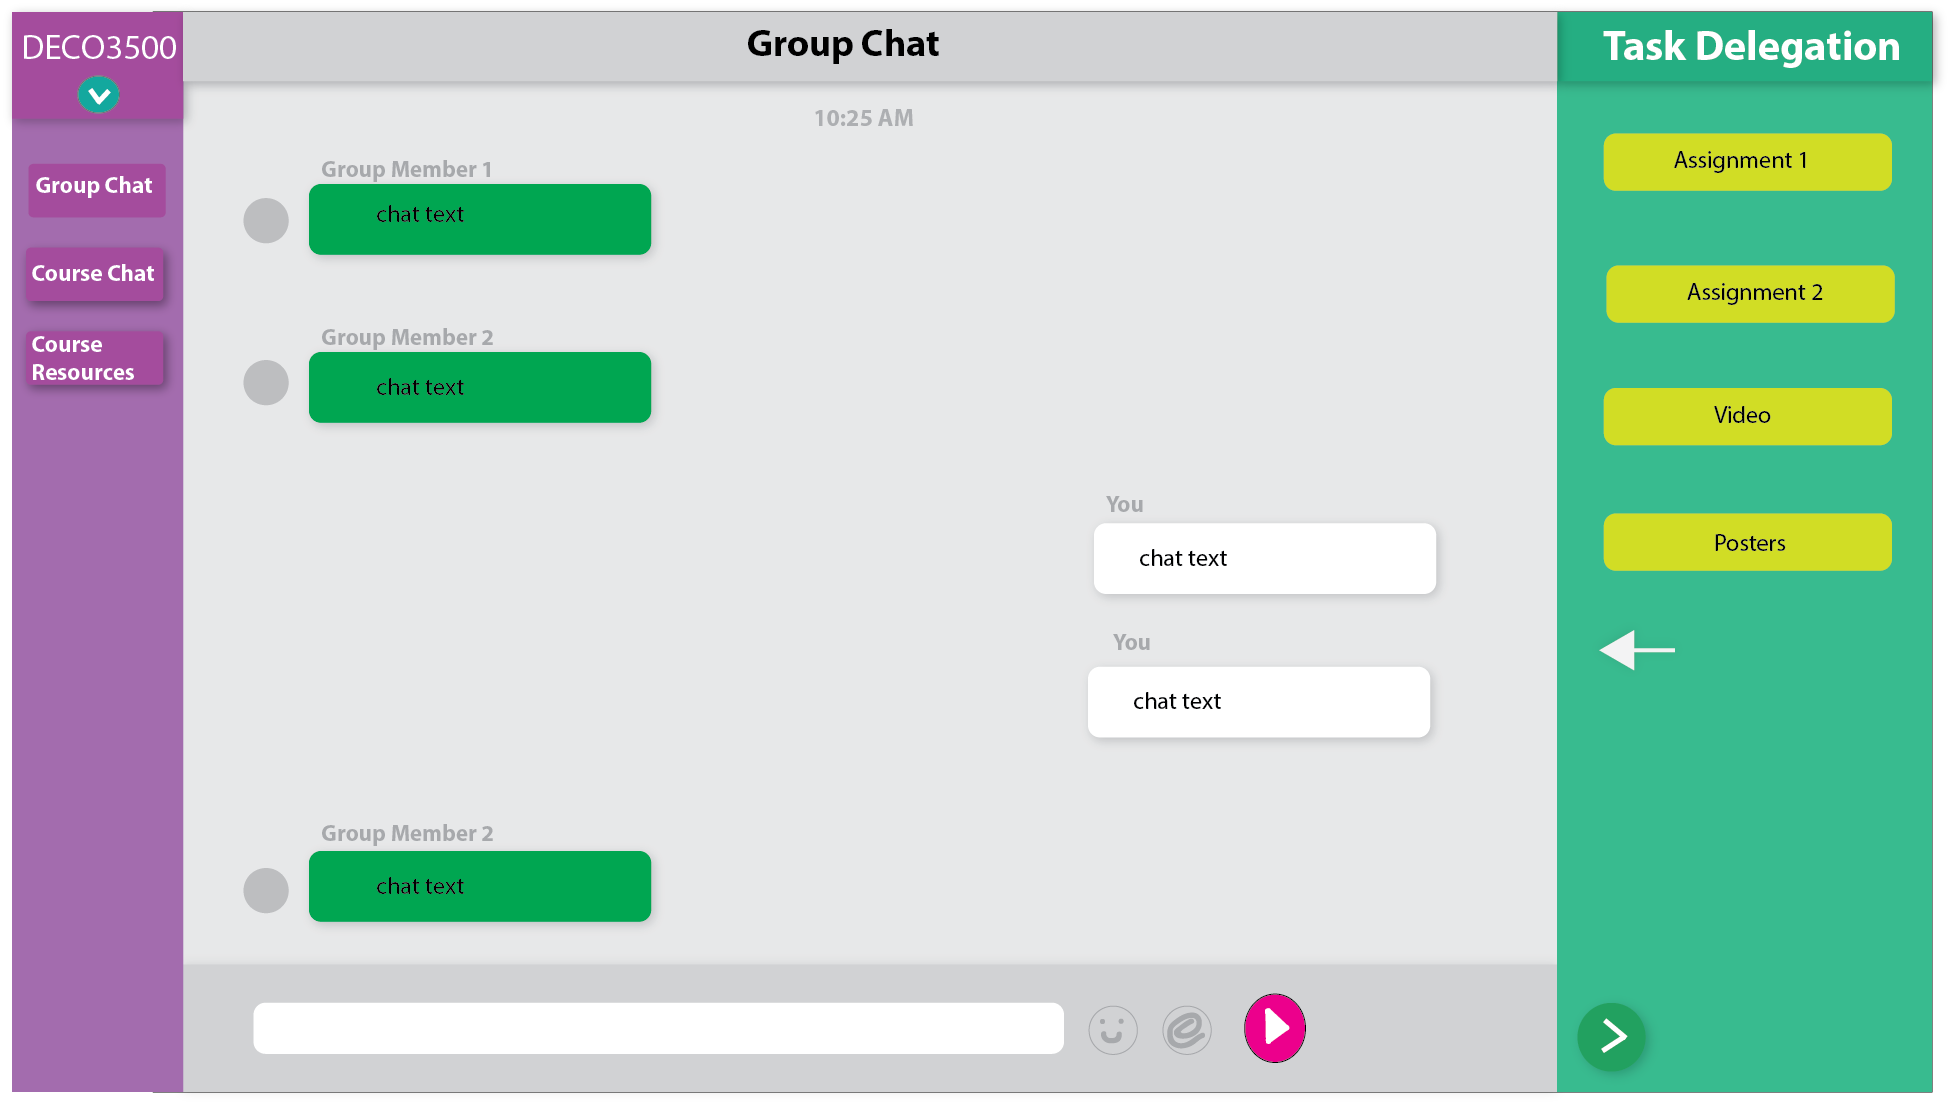 DECO3500
Group Chat
Course Chat
Course
Resources
Group Chat
10:25 AM
Group Member 1
chat text
Group Member 2
chat text
You
chat text
You
chat text
Group Member 2
chat text
Task Delegation
Assignment 1
Assignment 2
Video
Posters